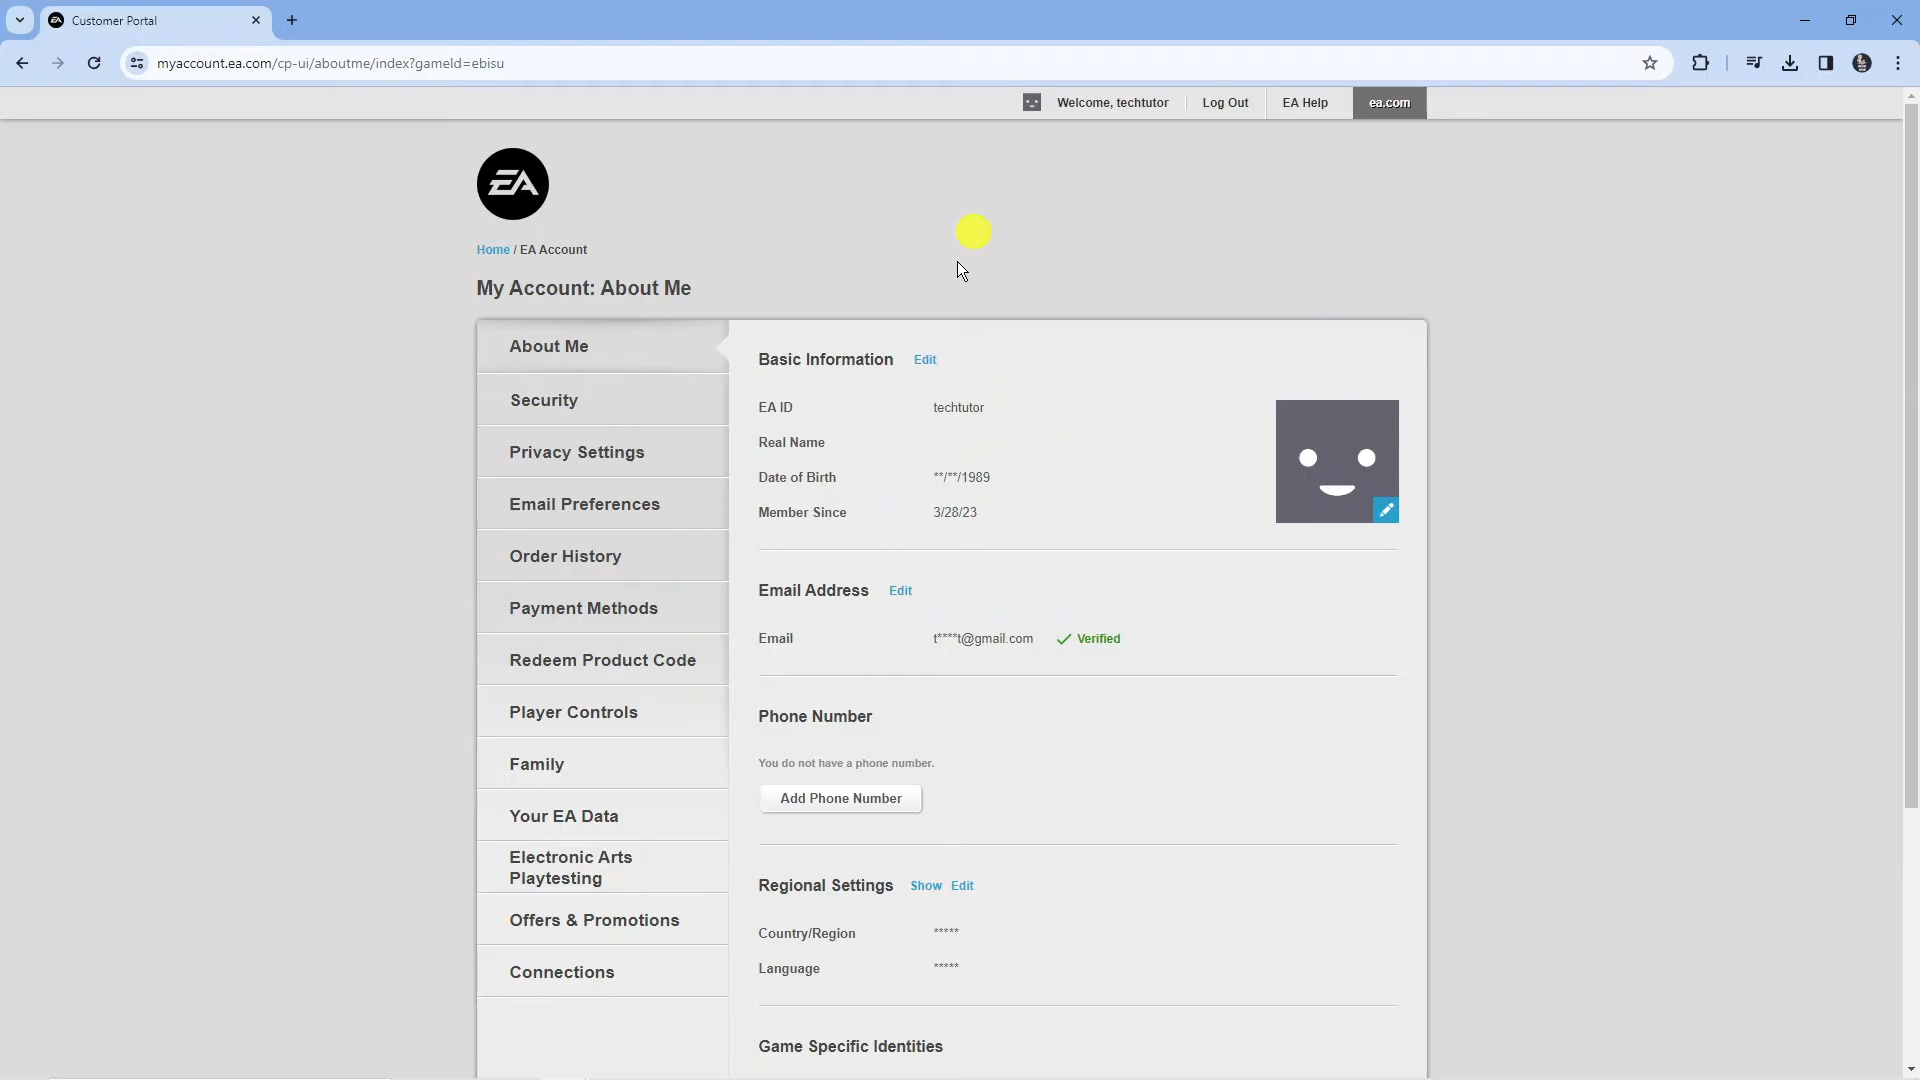 Customer Portal
myaccount.ea.com/cp-ui/aboutme/index?gameId=ebisu
Welcome, techtutor
Log Out
EA Help
ea.com
EA
Home / EA Account
My Account: About Me
About Me
Security
Privacy Settings
Email Preferences
Order History
Payment Methods
Redeem Product Code
Player Controls
Family
Your EA Data
Electronic Arts
Playtesting
Offers & Promotions
Connections
Basic Information Edit
EA ID techtutor
Real Name
Date of Birth **/**/1989
Member Since 3/28/23
Email Address Edit
Email t****t@gmail.com Verified
Phone Number
You do not have a phone number.
Add Phone Number
Regional Settings Show Edit
Country/Region *****
Language *****
Game Specific Identities